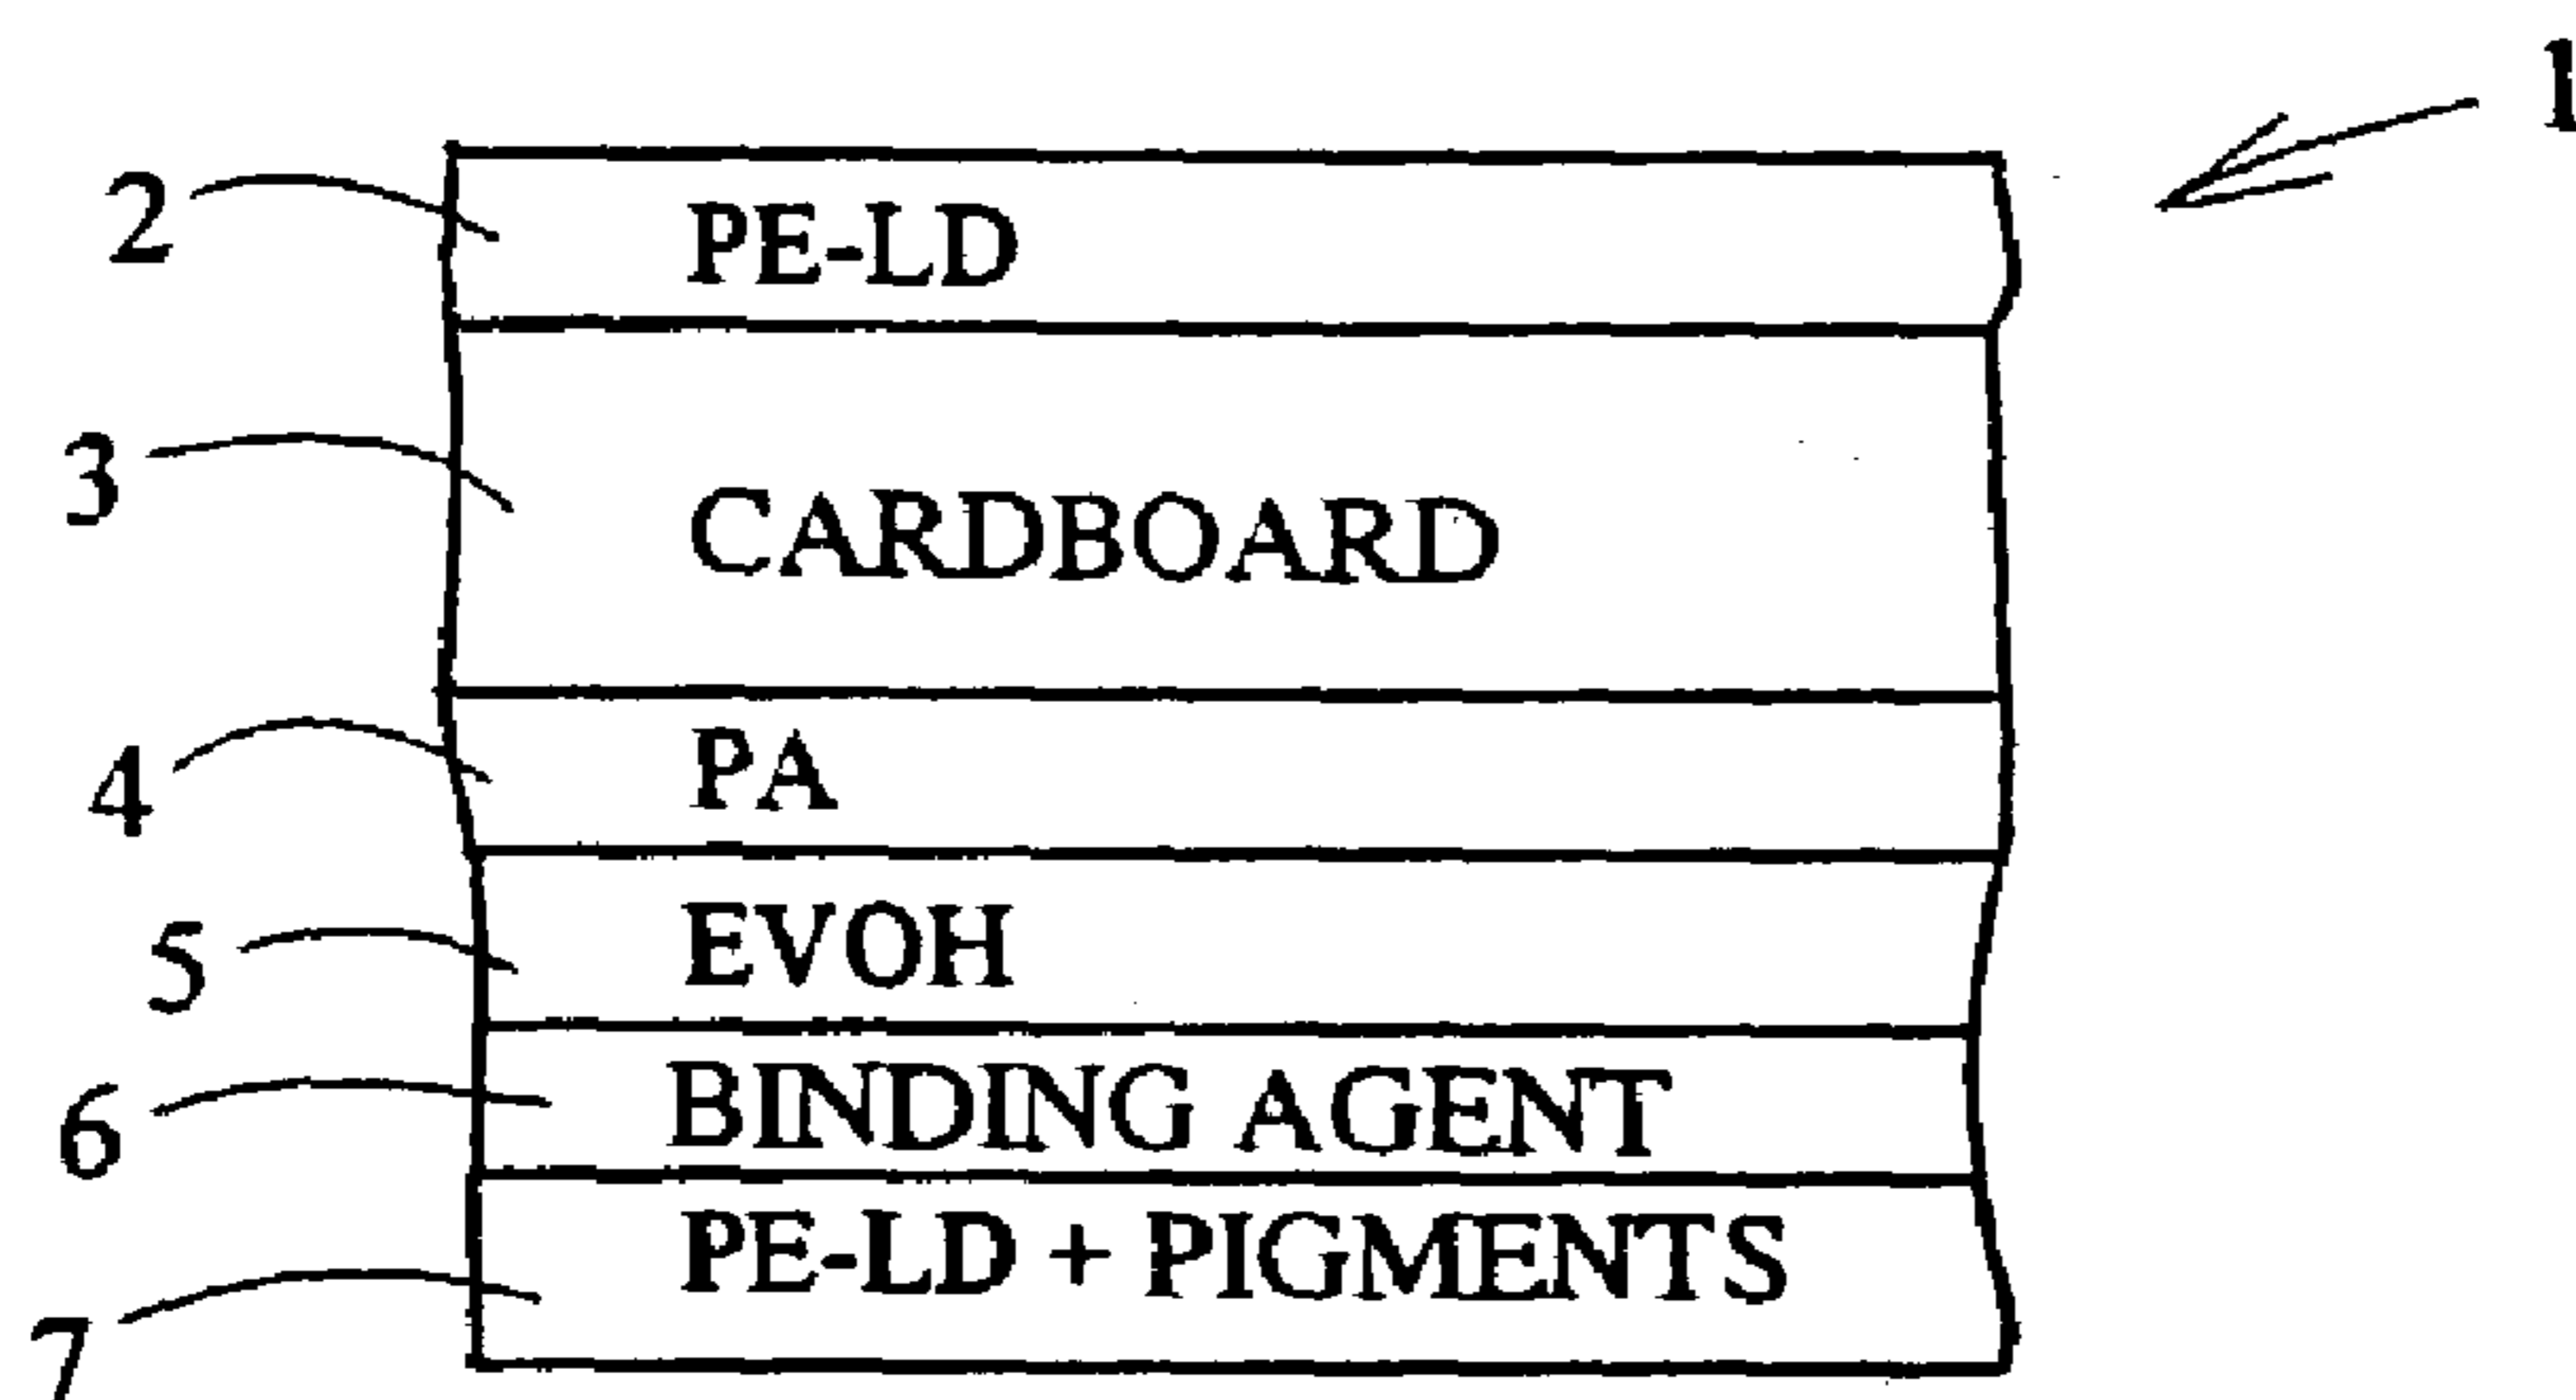 1
2 PE-LD
3 CARDBOARD
4 PA
5 EVOH
6 BINDING AGENT
7 PE-LD + PIGMENTS